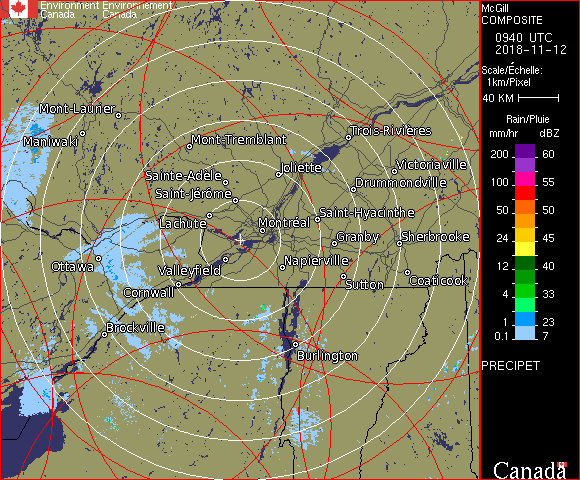 Environment Environnement
Canada Canada
Mont-Laurier
Maniwaki
Mont-Tremblant
Trois-Rivières
Sainte-Adèle
Joliette
Victoriaville
Saint-Jérôme
Drummondville
Lachute
Saint-Hyacinthe
Montréal
Granby
Sherbrooke
Ottawa
Valleyfield
Napierville
Cornwall
Sutton
Coaticook
Brockville
Burlington
McGill
COMPOSITE
0940 UTC
2018-11-12
Scale/Échelle:
1km/Pixel
40 KM
Rain/Pluie
mm/hr dBZ
200 60
150 57
100 55
50 50
24 45
12 40
4 33
1 23
0.1 7
PRECIPET
Canada